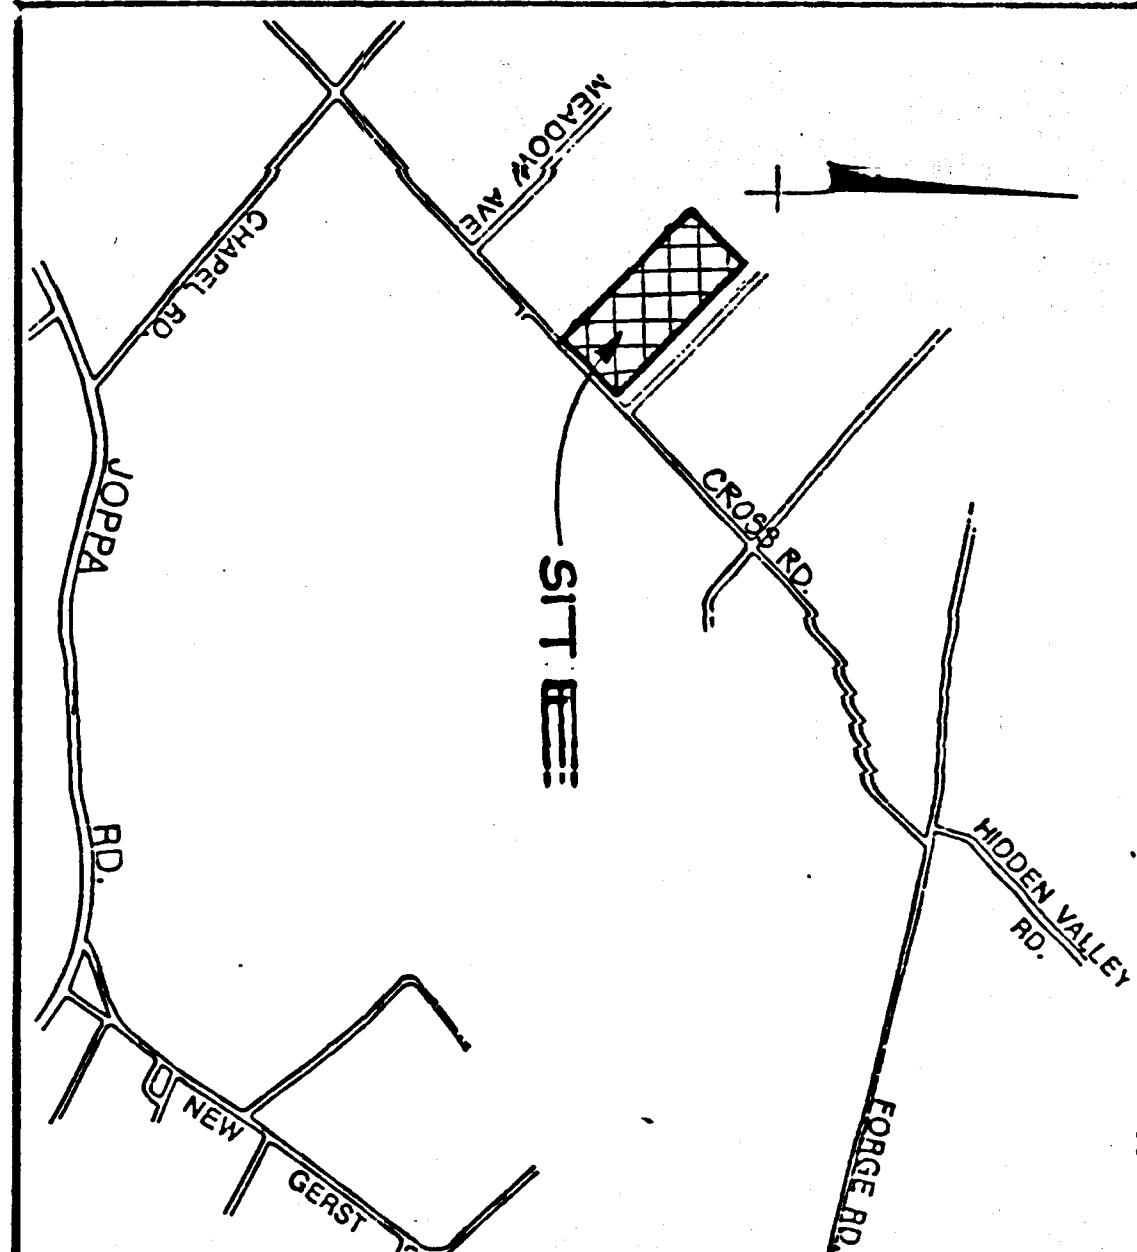 MEADOW AVE
CHAPEL RD.
JOPPA
RD.
CROSS RD.
SITE
HIDDEN VALLEY
RD.
NEW
GERST
FORGE RD.